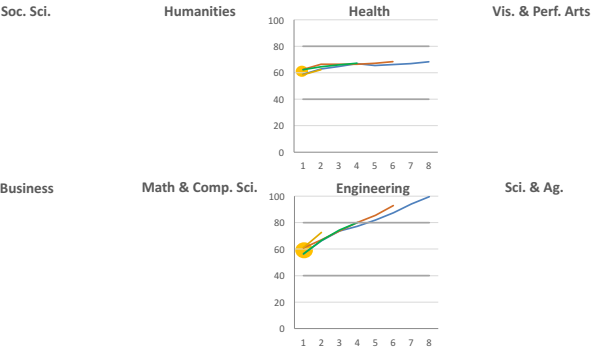 Soc. Sci.
Humanities
Health
Vis. & Perf. Arts
100
80
60
40
20
0
1 2 3 4 5 6 7 8
Business
Math & Comp. Sci.
Engineering
Sci. & Ag.
100
80
60
40
20
0
1 2 3 4 5 6 7 8